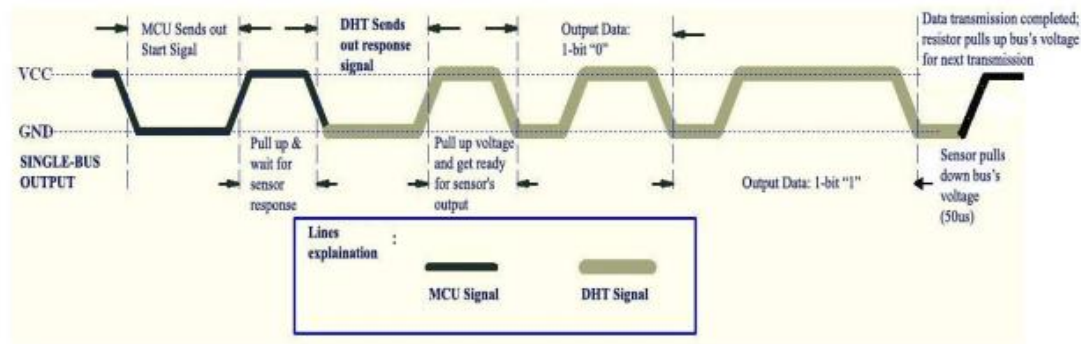 MCU Sends out
Start Sigal
DHT Sends
out response
signal
Output Data:
1-bit “0”
Data transmission completed;
resistor pulls up bus's voltage
for next transmission
VCC
GND
SINGLE-BUS
OUTPUT
Pull up &
wait for
sensor
response
Pull up voltage
and get ready
for sensor's
output
Output Data: 1-bit “1”
Sensor pulls
down bus's
voltage
(50us)
Lines
explaination :
MCU Signal
DHT Signal